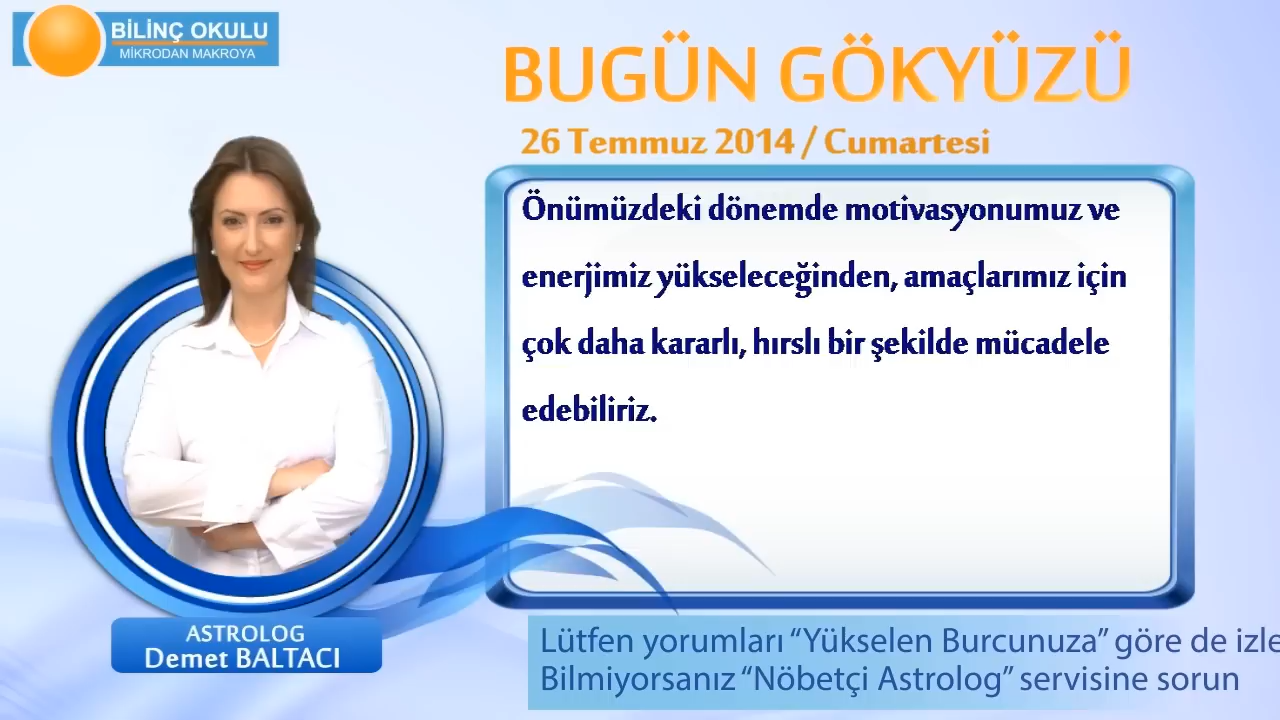 BİLİNÇ OKULU
MİKRODAN MAKROYA
BUGÜN GÖKYÜZÜ
26 Temmuz 2014 / Cumartesi
Önümüzdeki dönemde motivasyonumuz ve
enerjimiz yükseleceğinden, amaçlarımız için
çok daha kararlı, hırslı bir şekilde mücadele
edebiliriz.
ASTROLOG
Demet BALTACI
Lütfen yorumları “Yükselen Burcunuza” göre de izle
Bilmiyorsanız “Nöbetçi Astrolog” servisine sorun